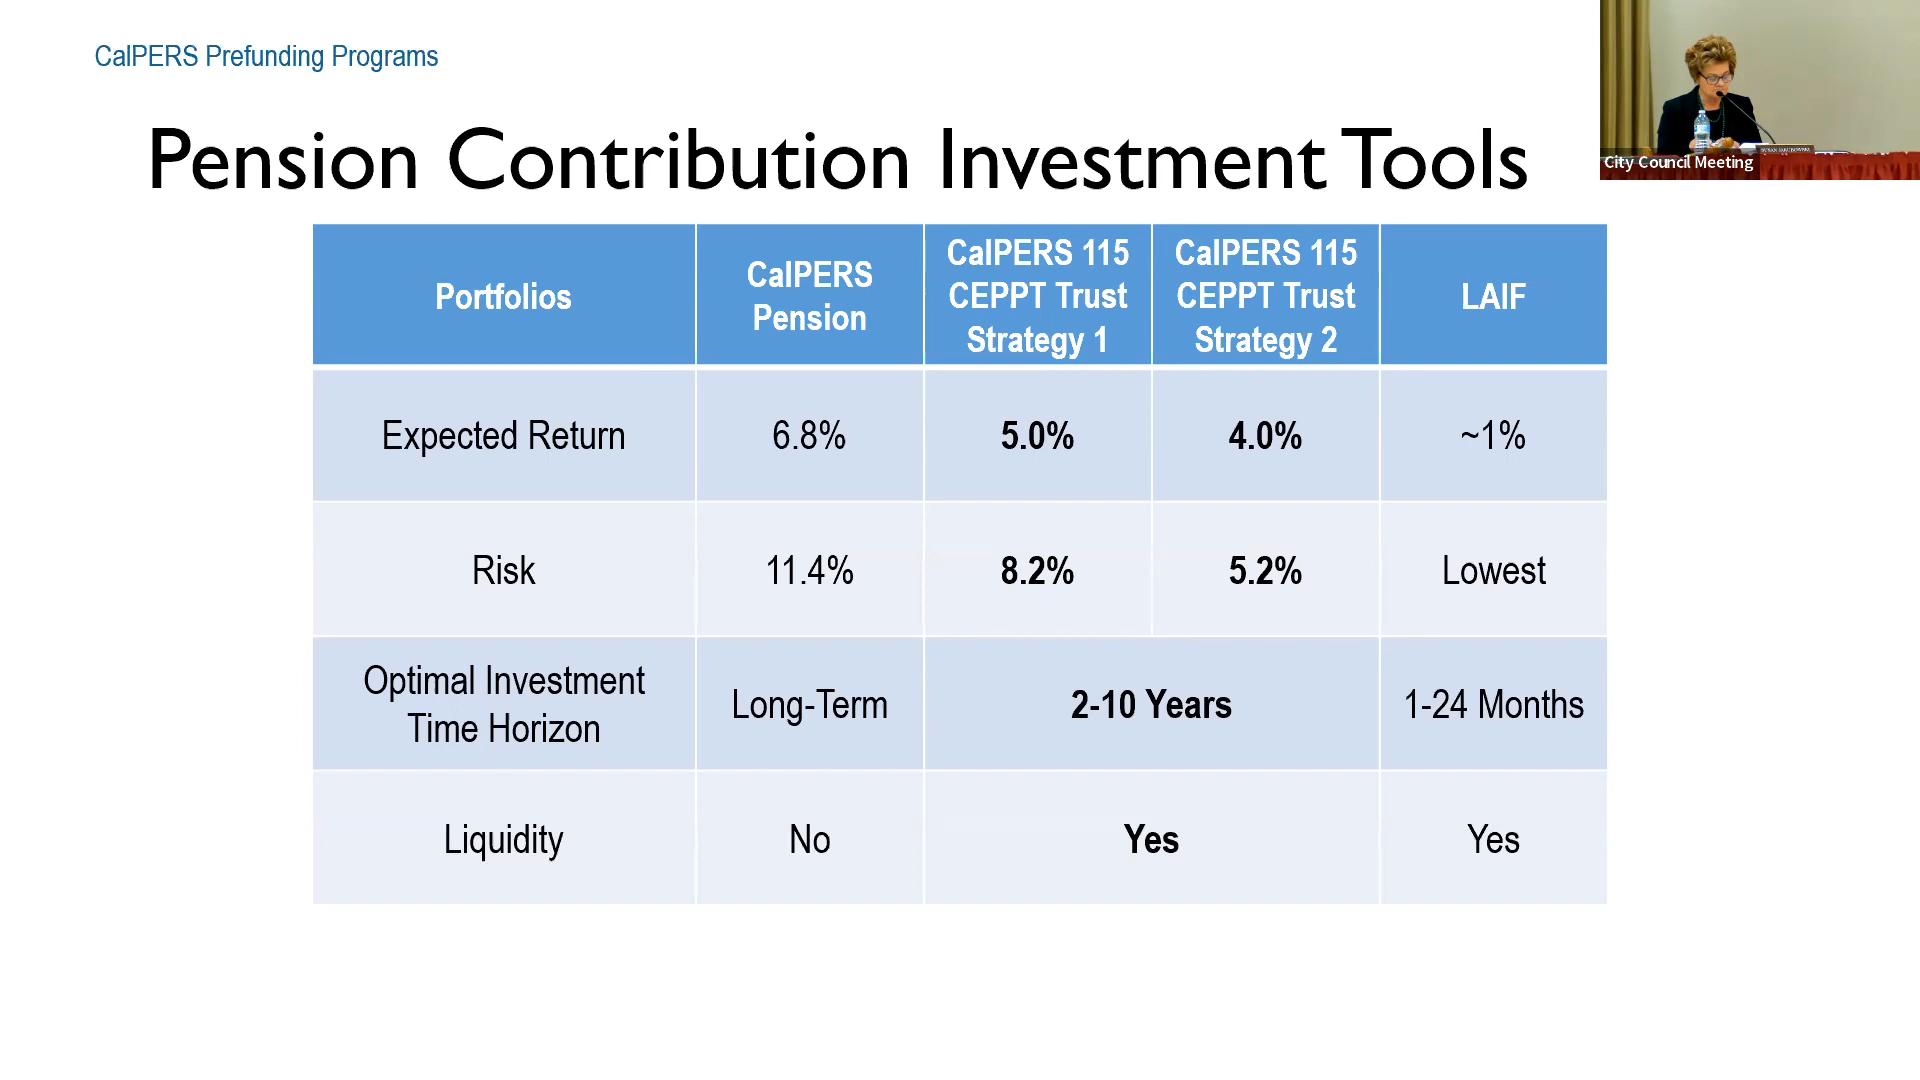 CalPERS Prefunding Programs
Pension Contribution Investment Tools
City Council Meeting
Portfolios
CalPERS
Pension
CalPERS 115
CEPPT Trust
Strategy 1
CalPERS 115
CEPPT Trust
Strategy 2
LAIF
Expected Return
6.8%
5.0%
4.0%
~1%
Risk
11.4%
8.2%
5.2%
Lowest
Optimal Investment
Time Horizon
Long-Term
2-10 Years
1-24 Months
Liquidity
No
Yes
Yes